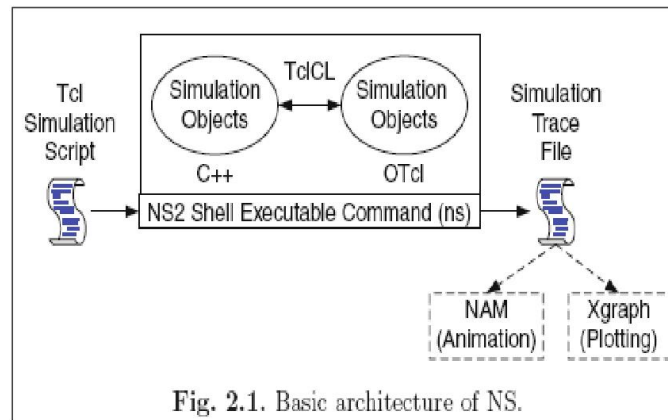 Tcl
Simulation
Script
TclCL
Simulation
Objects
C++
Simulation
Objects
OTcl
NS2 Shell Executable Command (ns)
Simulation
Trace
File
NAM
(Animation)
Xgraph
(Plotting)
Fig. 2.1. Basic architecture of NS.